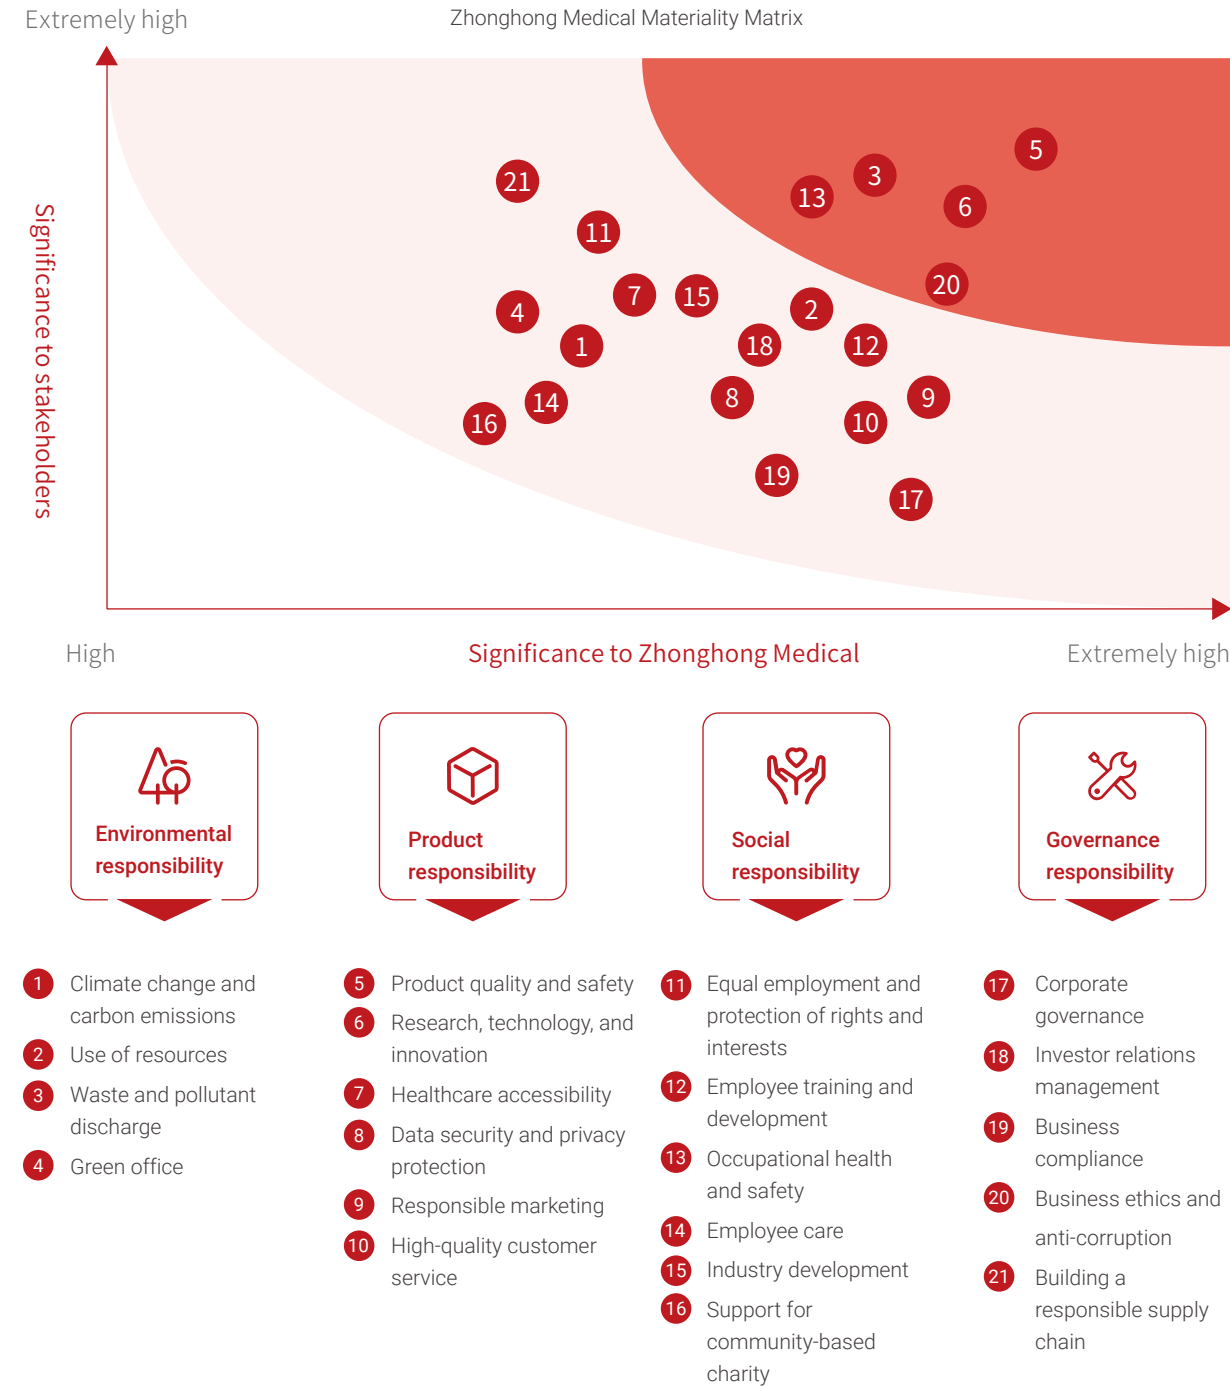 Extremely high
Zhonghong Medical Materiality Matrix
5
3
21
13
6
11
20
7
15
4
2
1
18
12
8
9
14
10
16
19
17
Significance to stakeholders
High
Significance to Zhonghong Medical
Extremely high
Environmental
responsibility
1 Climate change and
carbon emissions
2 Use of resources
3 Waste and pollutant
discharge
4 Green office
Product
responsibility
5 Product quality and safety
6 Research, technology, and
innovation
7 Healthcare accessibility
8 Data security and privacy
protection
9 Responsible marketing
10 High-quality customer
service
Social
responsibility
11 Equal employment and
protection of rights and
interests
12 Employee training and
development
13 Occupational health
and safety
14 Employee care
15 Industry development
16 Support for
community-based
charity
Governance
responsibility
17 Corporate
governance
18 Investor relations
management
19 Business
compliance
20 Business ethics and
anti-corruption
21 Building a
responsible supply
chain